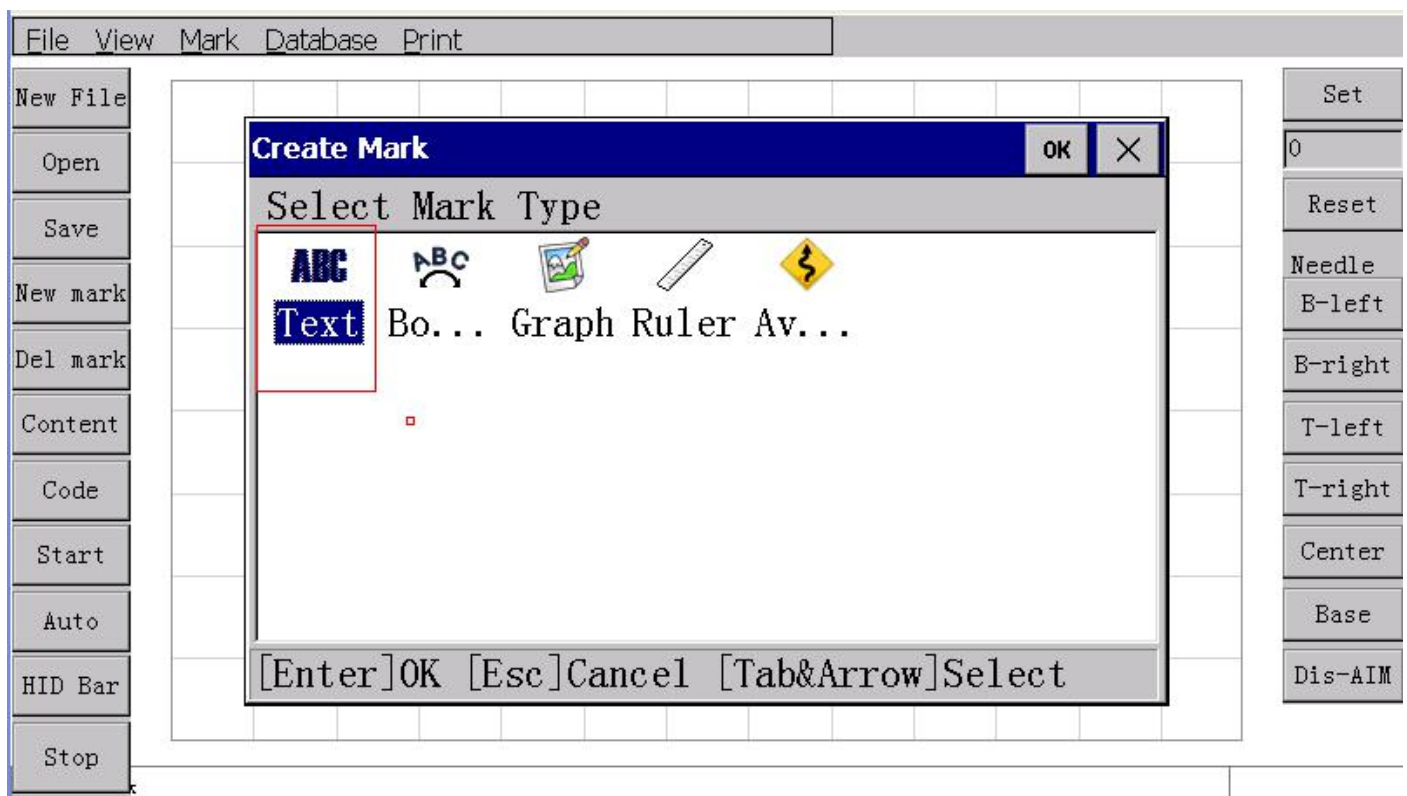 File View Mark Database Print
New File
Open
Save
New mark
Del mark
Content
Code
Start
Auto
HID Bar
Stop
Create Mark OK
Select Mark Type
ABC ABC
Text Bo... Graph Ruler Av...
[Enter]OK [Esc]Cancel [Tab&Arrow]Select
Set
0
Reset
Needle
B-left
B-right
T-left
T-right
Center
Base
Dis-AIM